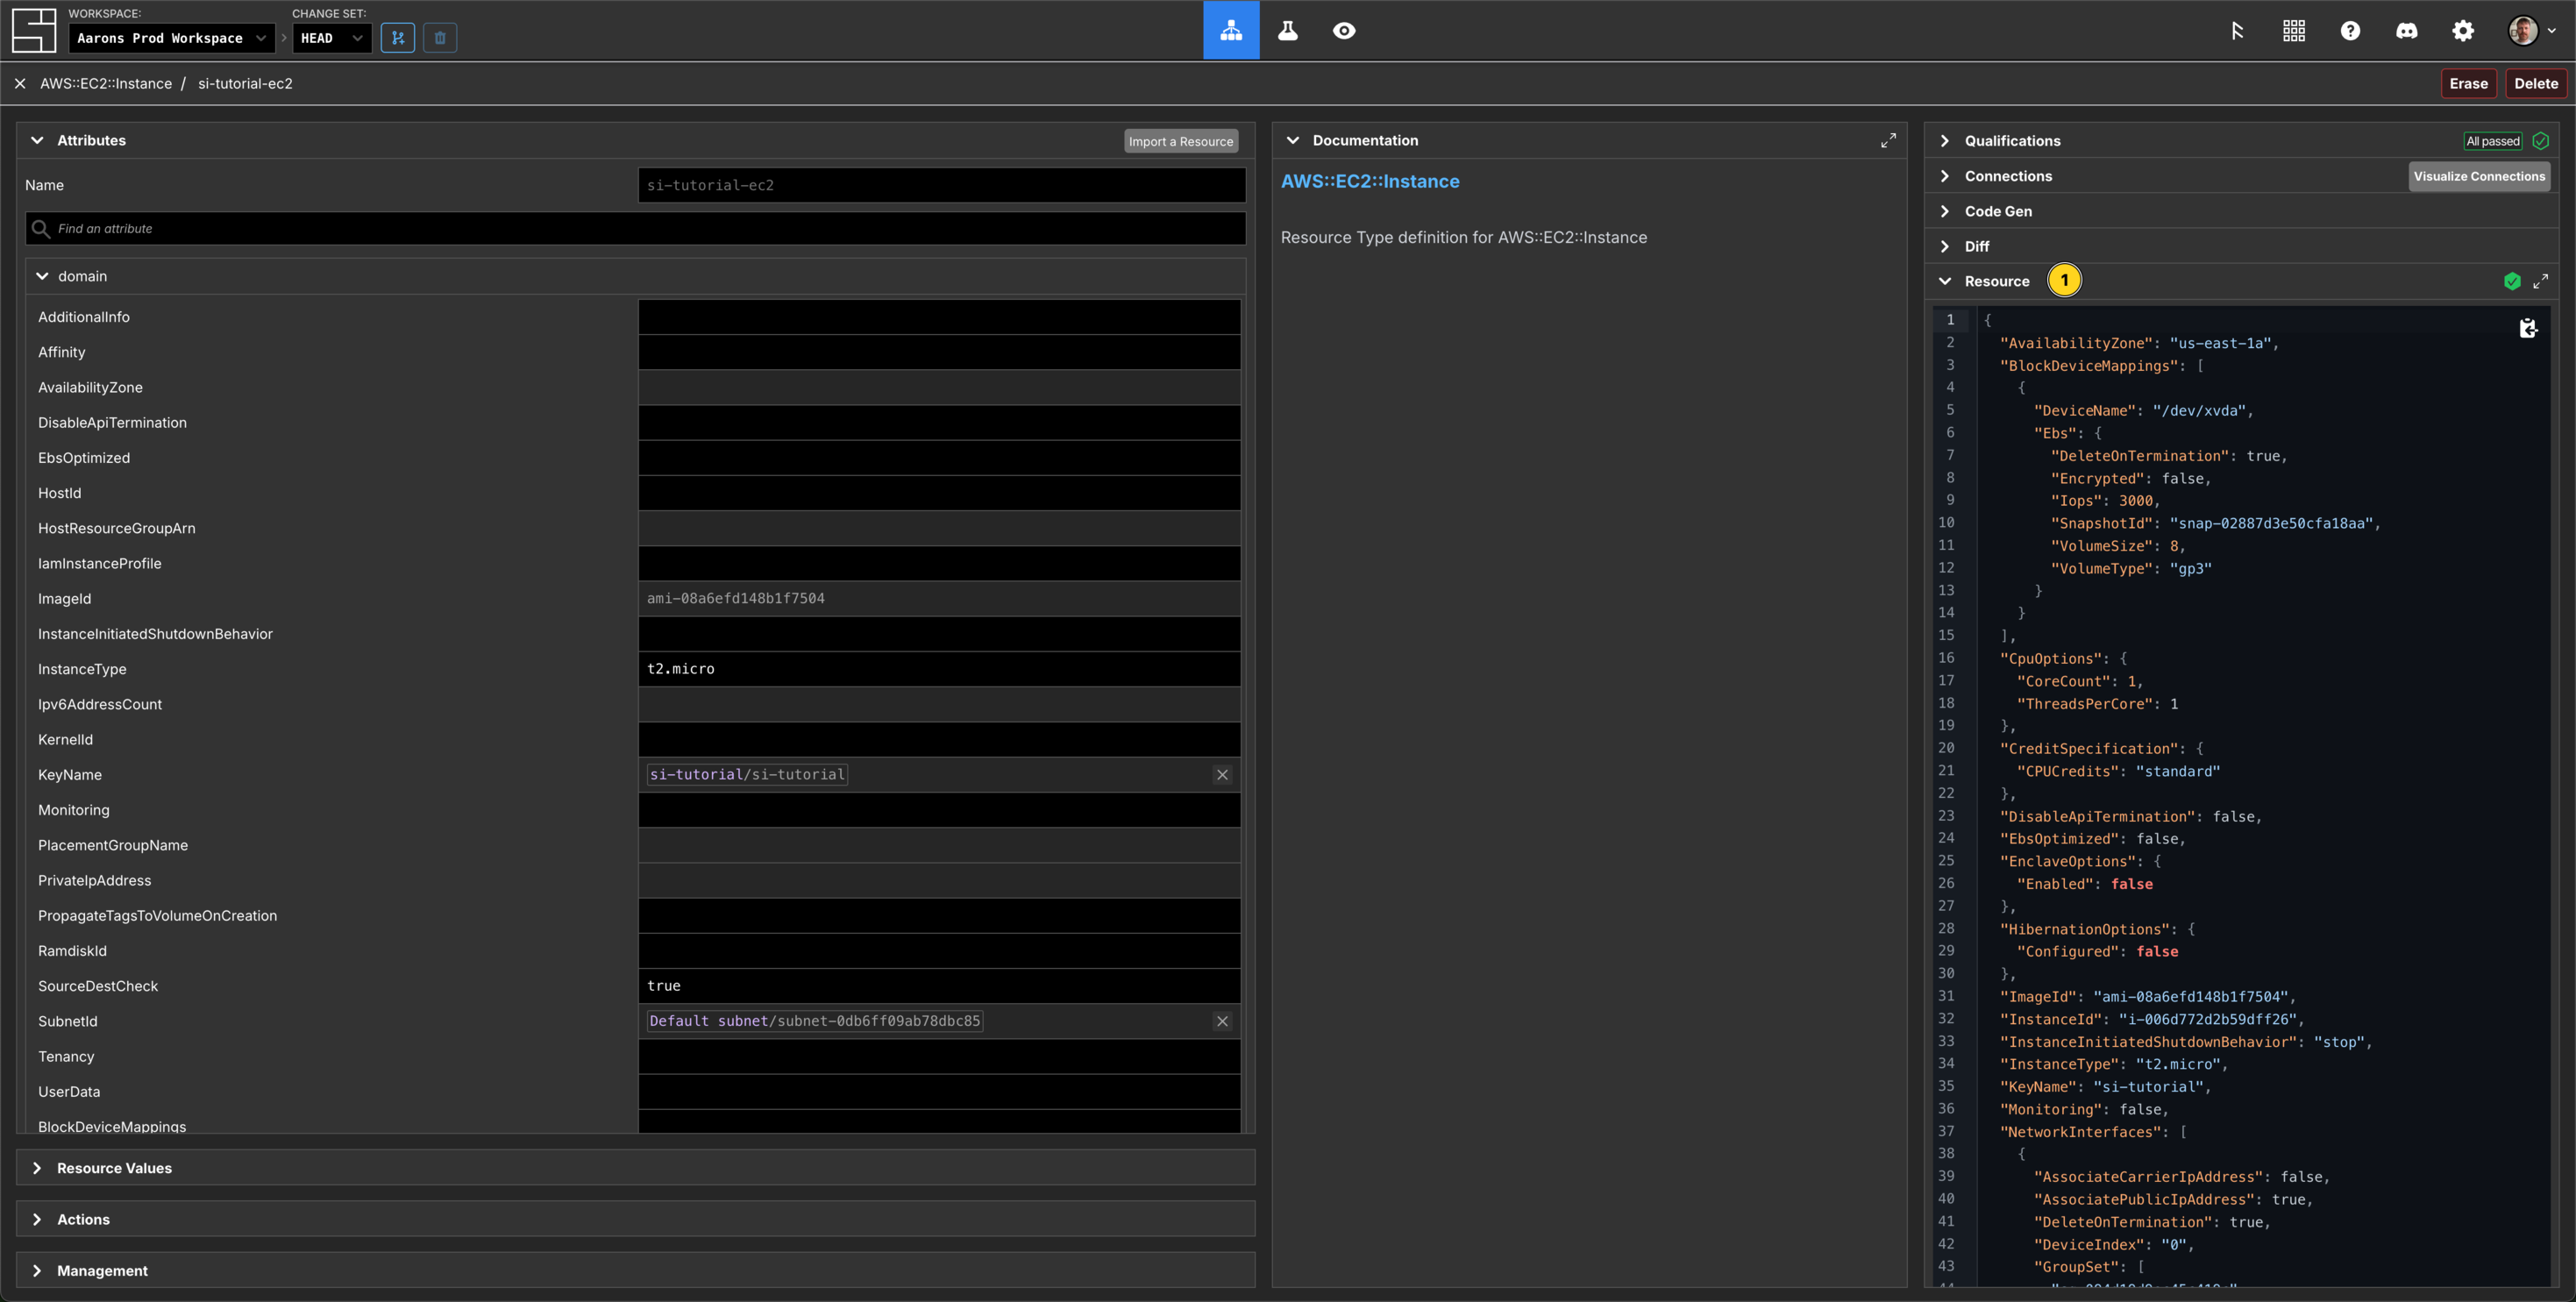 WORKSPACE:
Aarons Prod Workspace
CHANGE SET:
HEAD
AWS::EC2::Instance / si-tutorial-ec2
Erase
Delete
Attributes
Import a Resource
Name
si-tutorial-ec2
Find an attribute
domain
AdditionalInfo
Affinity
AvailabilityZone
DisableApiTermination
EbsOptimized
HostId
HostResourceGroupArn
IamInstanceProfile
ImageId
ami-08a6efd148b1f7504
InstanceInitiatedShutdownBehavior
InstanceType
t2.micro
Ipv6AddressCount
KernelId
KeyName
si-tutorial/si-tutorial
Monitoring
PlacementGroupName
PrivateIpAddress
PropagateTagsToVolumeOnCreation
RamdiskId
SourceDestCheck
true
SubnetId
Default subnet/subnet-0db6ff09ab78dbc85
Tenancy
UserData
BlockDeviceMappings
Resource Values
Actions
Management
Documentation
AWS::EC2::Instance
Resource Type definition for AWS::EC2::Instance
Qualifications
All passed
Connections
Visualize Connections
Code Gen
Diff
Resource
1
1 {
2 "AvailabilityZone": "us-east-1a",
3 "BlockDeviceMappings": [
4 {
5 "DeviceName": "/dev/xvda",
6 "Ebs": {
7 "DeleteOnTermination": true,
8 "Encrypted": false,
9 "Iops": 3000,
10 "SnapshotId": "snap-02887d3e50cfa18aa",
11 "VolumeSize": 8,
12 "VolumeType": "gp3"
13 }
14 }
15 ],
16 "CpuOptions": {
17 "CoreCount": 1,
18 "ThreadsPerCore": 1
19 },
20 "CreditSpecification": {
21 "CPUCredits": "standard"
22 },
23 "DisableApiTermination": false,
24 "EbsOptimized": false,
25 "EnclaveOptions": {
26 "Enabled": false
27 },
28 "HibernationOptions": {
29 "Configured": false
30 },
31 "ImageId": "ami-08a6efd148b1f7504",
32 "InstanceId": "i-006d772d2b59dff26",
33 "InstanceInitiatedShutdownBehavior": "stop",
34 "InstanceType": "t2.micro",
35 "KeyName": "si-tutorial",
36 "Monitoring": false,
37 "NetworkInterfaces": [
38 {
39 "AssociateCarrierIpAddress": false,
40 "AssociatePublicIpAddress": true,
41 "DeleteOnTermination": true,
42 "DeviceIndex": "0",
43 "GroupSet": [
44